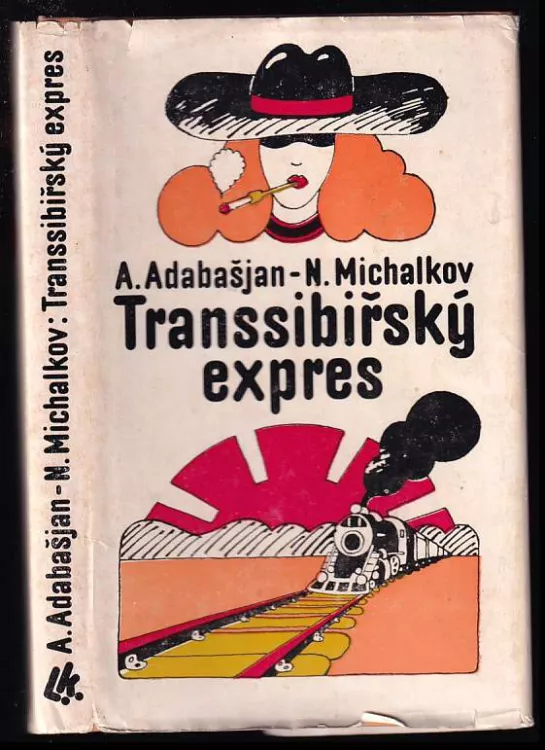 A. Adabašjan-N. Michalkov: Transsibiřský expres
L.K.
A. Adabašjan-N. Michalkov
Transsibiřský
expres